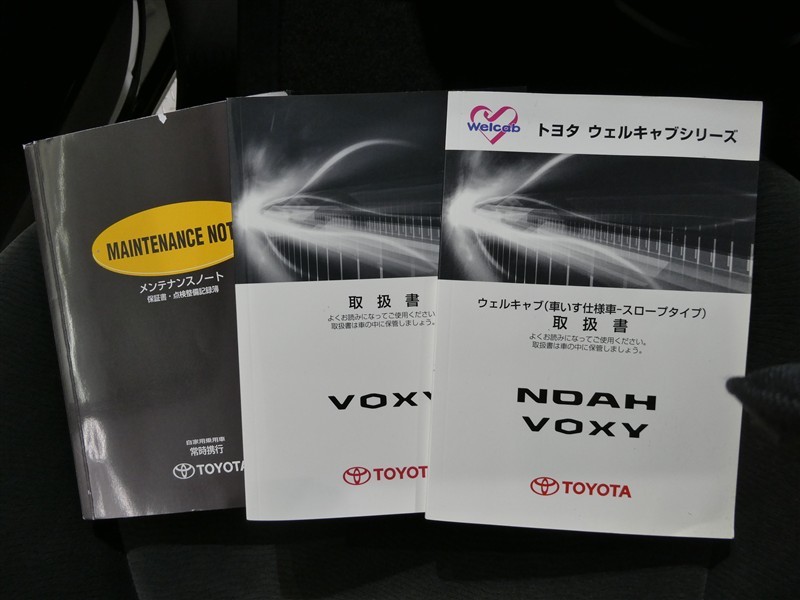 MAINTENANCE NOT
メンテナンスノート
保証書・点検整備記録簿
自家用乗用車
常時携行
TOYOTA
取扱書
よくお読みになってご使用ください
取扱書は車の中に保管しましょう。
VOXY
TOYOT
Welcab
トヨタ ウェルキャブシリーズ
ウェルキャブ(車いす仕様車-スロープタイプ)
取扱書
よくお読みになってご使用ください。
取扱書は車の中に保管しましょう。
NOAH
VOXY
TOYOTA